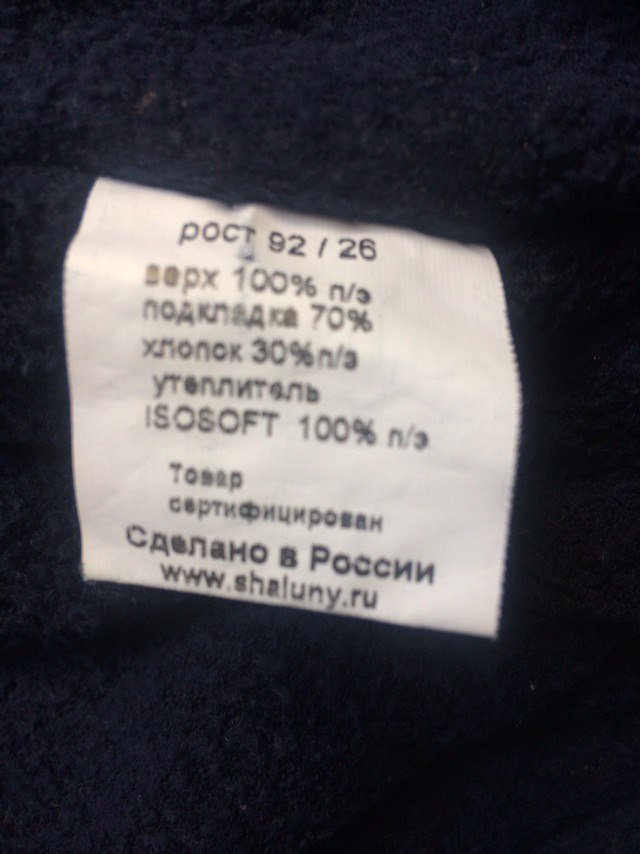 рост 92 / 26
верх 100% п/э
подкладка 70%
хлопок 30%п/э
утеплитель
ISOSOFT 100% п/э
Товар
сертифицирован
Сделано в России
www.shaluny.ru